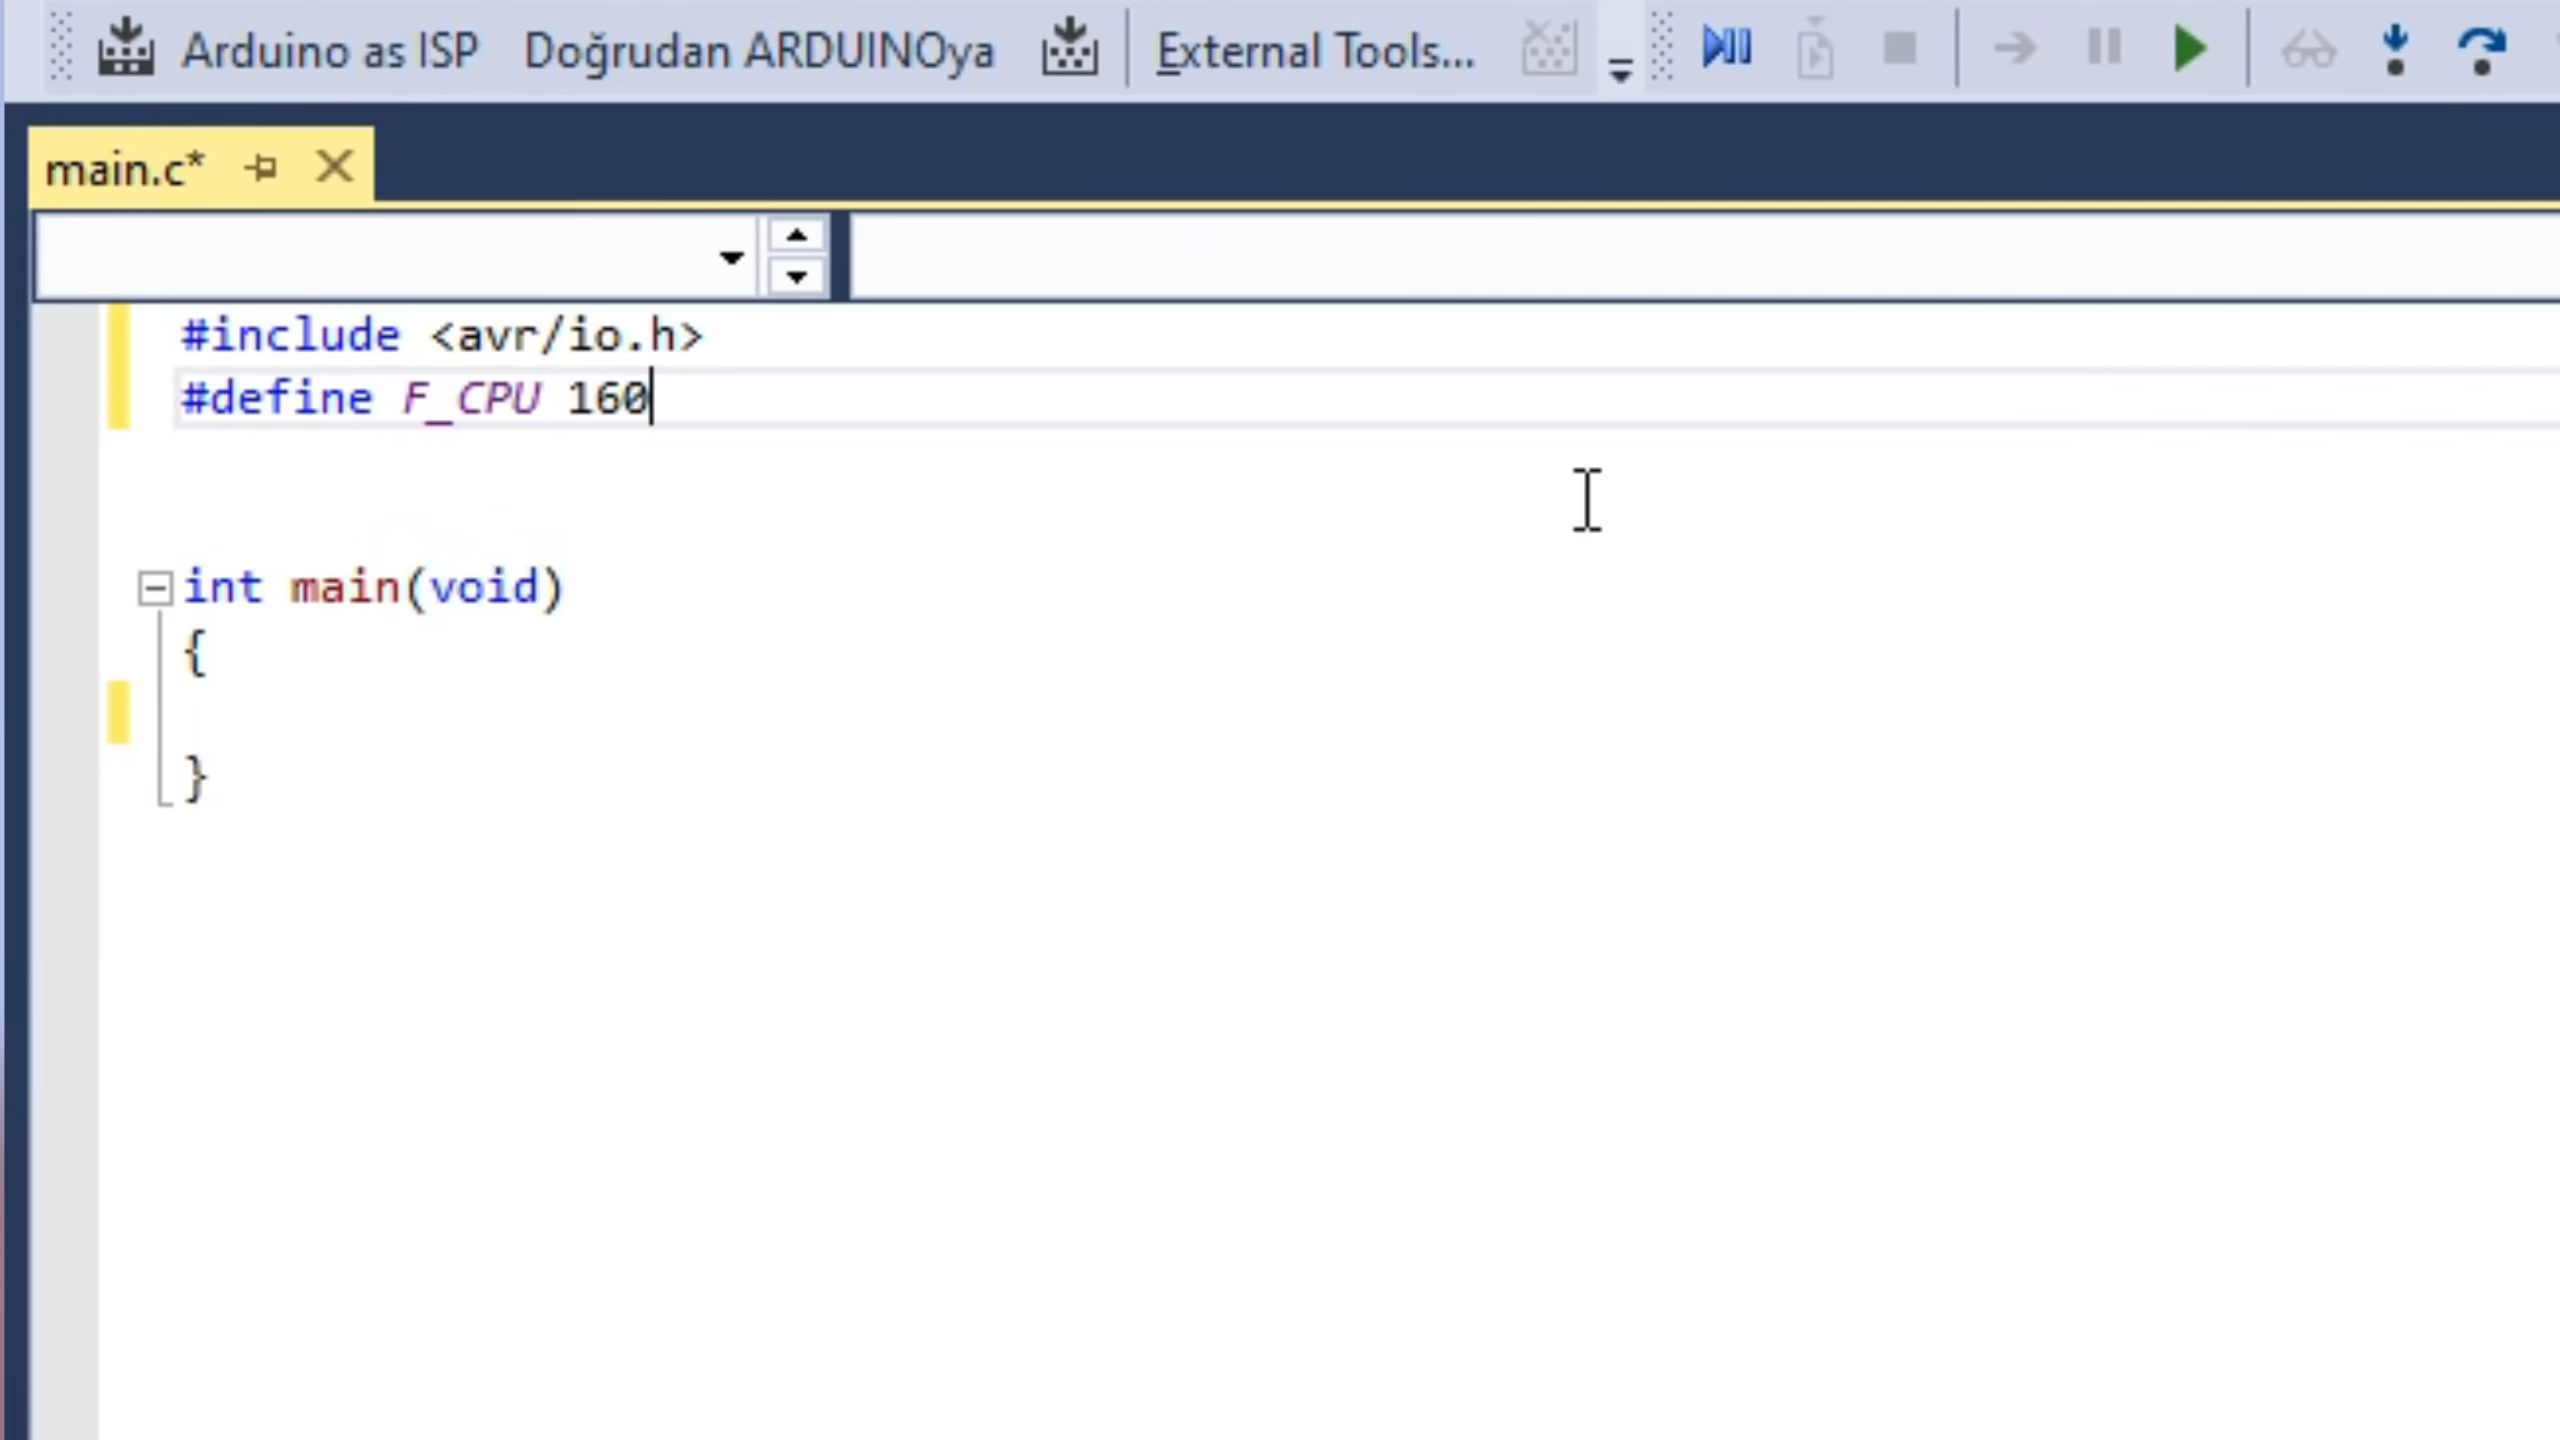 Arduino as ISP Doğrudan ARDUINOya External Tools...
main.c*
#include <avr/io.h>
#define F_CPU 160
int main(void)
{
}